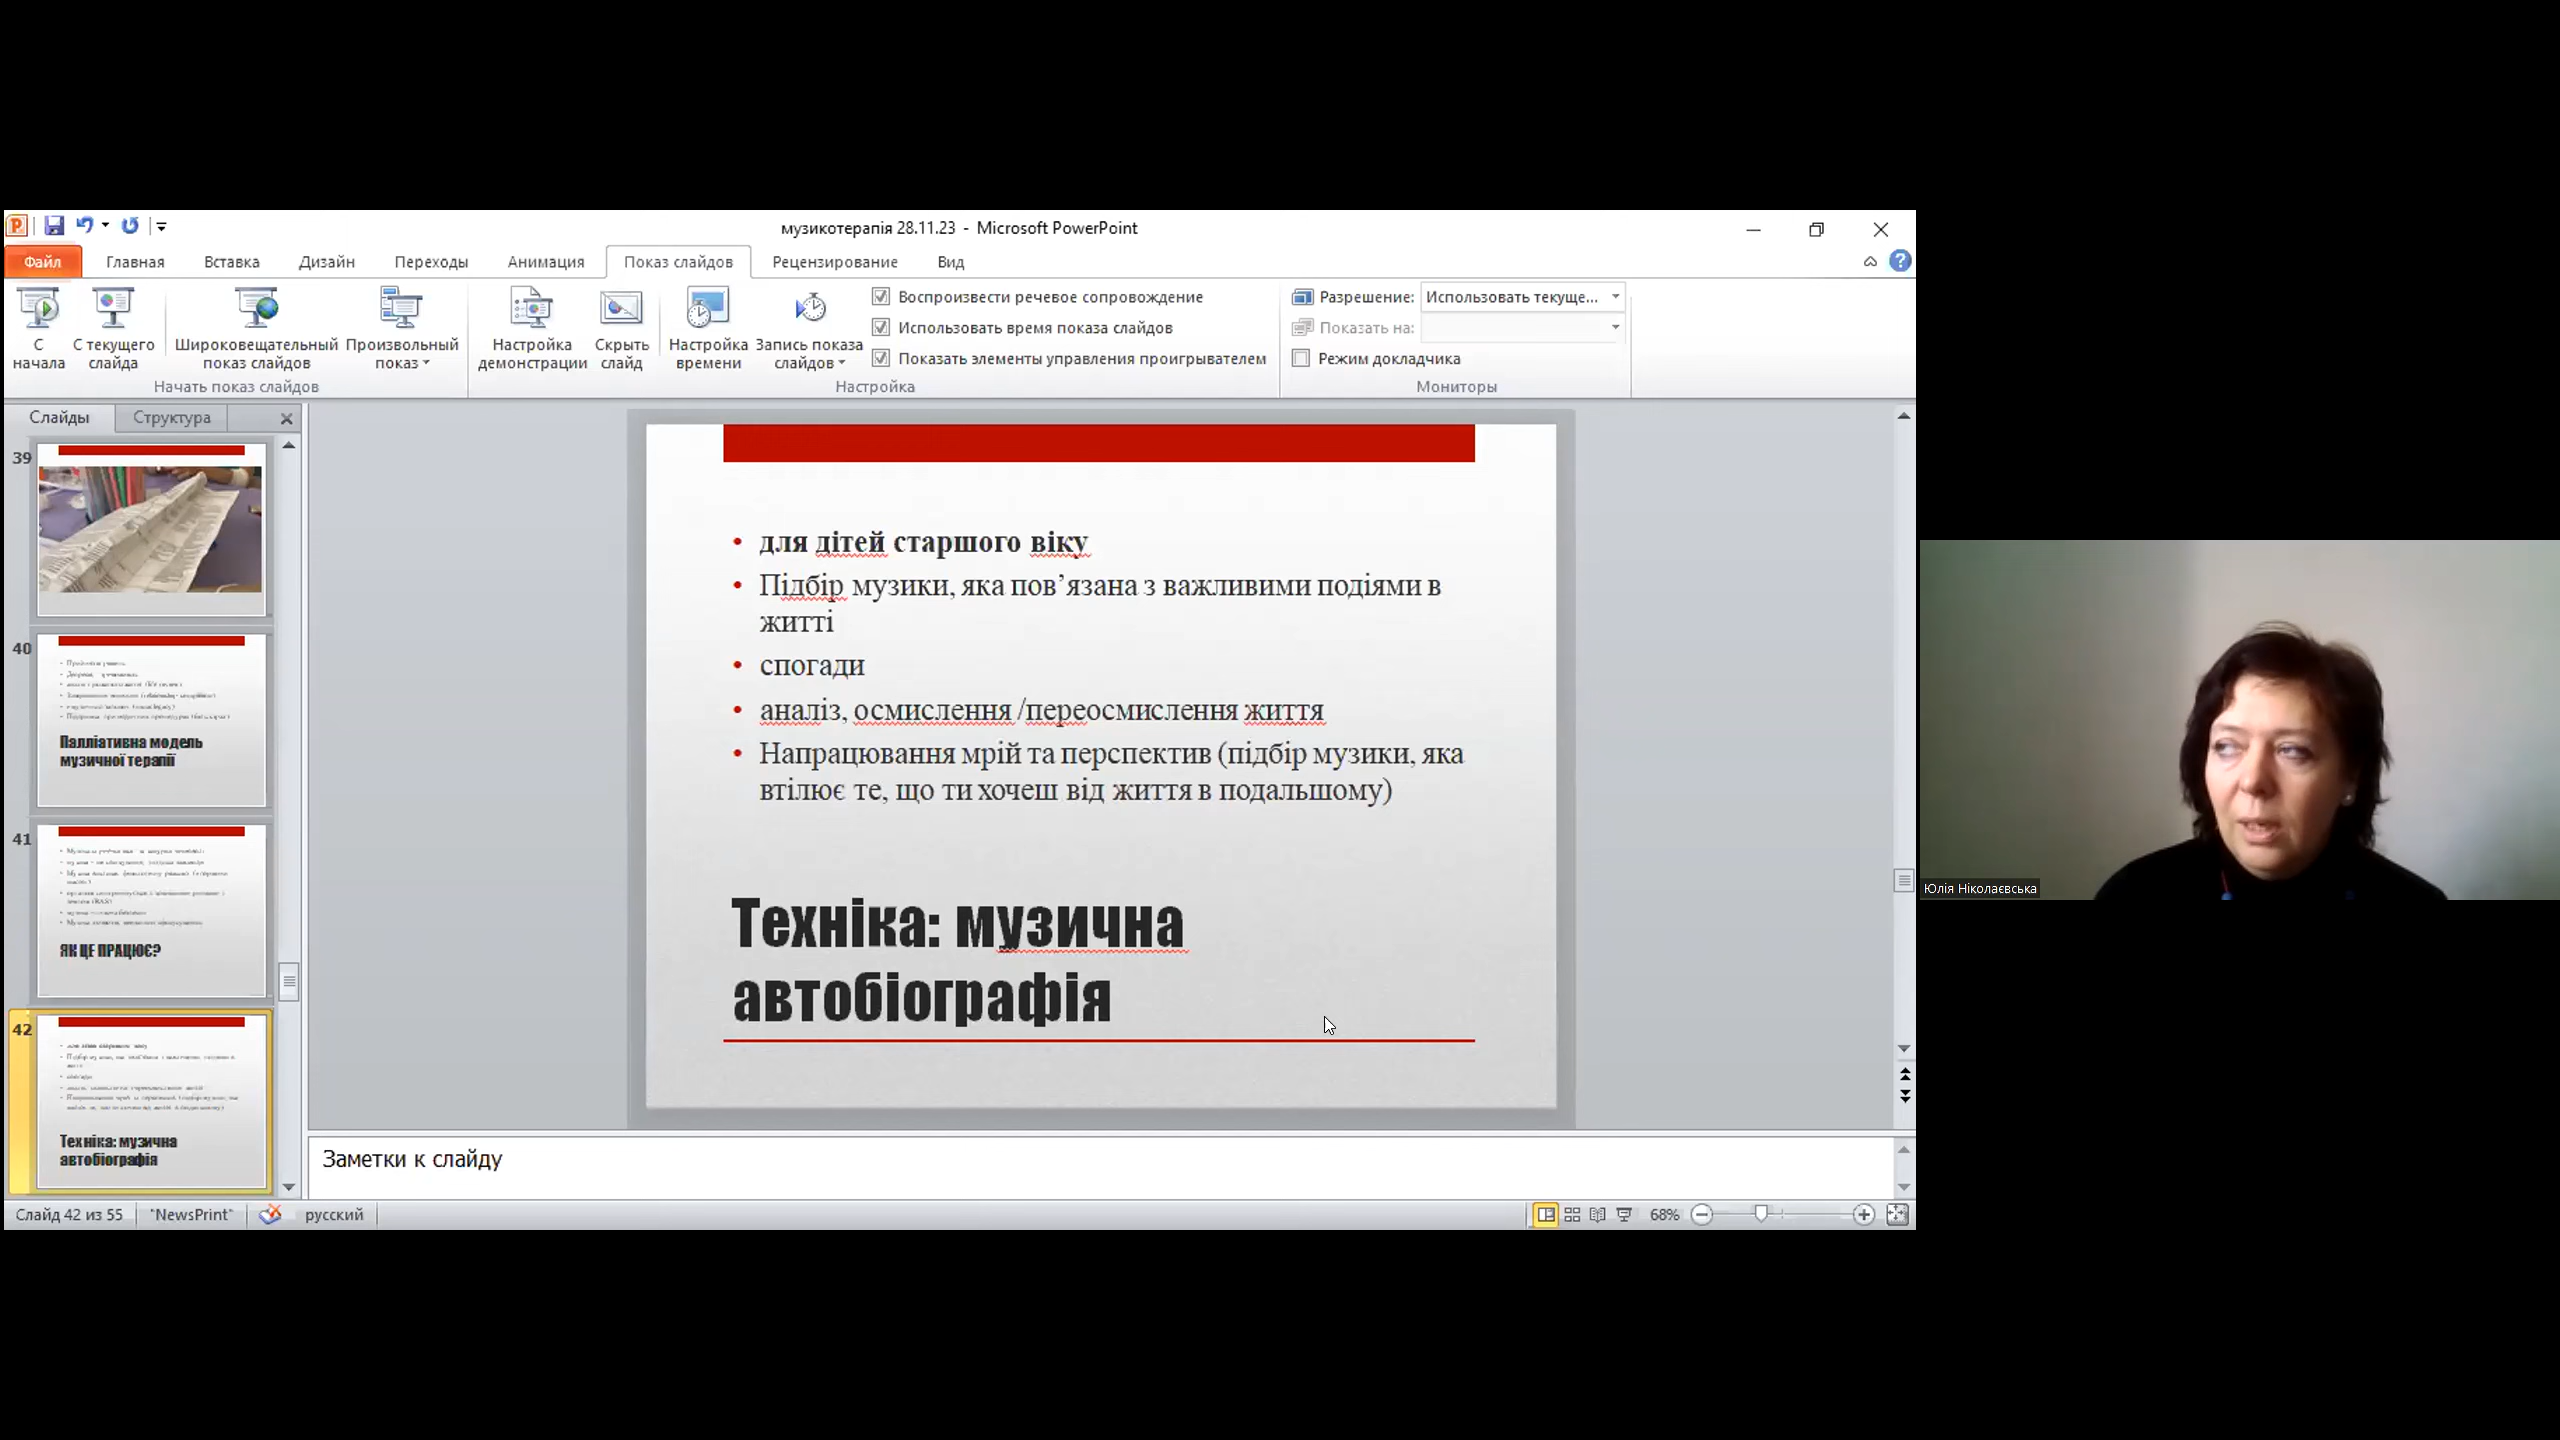 музикотерапія 28.11.23 - Microsoft PowerPoint
Файл
Главная
Вставка
Дизайн
Переходы
Анимация
Показ слайдов
Рецензирование
Вид
С начала
С текущего слайда
Широковещательный показ слайдов
Произвольный показ
Начать показ слайдов
Настройка демонстрации
Скрыть слайд
Настройка времени
Запись показа слайдов
Воспроизвести речевое сопровождение
Использовать время показа слайдов
Показать элементы управления проигрывателем
Настройка
Разрешение:
Использовать текуще...
Показать на:
Режим докладчика
Мониторы
Слайды
Структура
39
40
Палліативна модель
музичної терапії
41
ЯК ЦЕ ПРАЦЮЄ?
42
Техніка: музична
автобіографія
• для дітей старшого віку
• Підбір музики, яка пов’язана з важливими подіями в
житті
• спогади
• аналіз, осмислення /переосмислення життя
• Напрацювання мрій та перспектив (підбір музики, яка
втілює те, що ти хочеш від життя в подальшому)
Техніка: музична
автобіографія
Заметки к слайду
Слайд 42 из 55
"NewsPrint"
русский
68%
Юлія Ніколаєвська